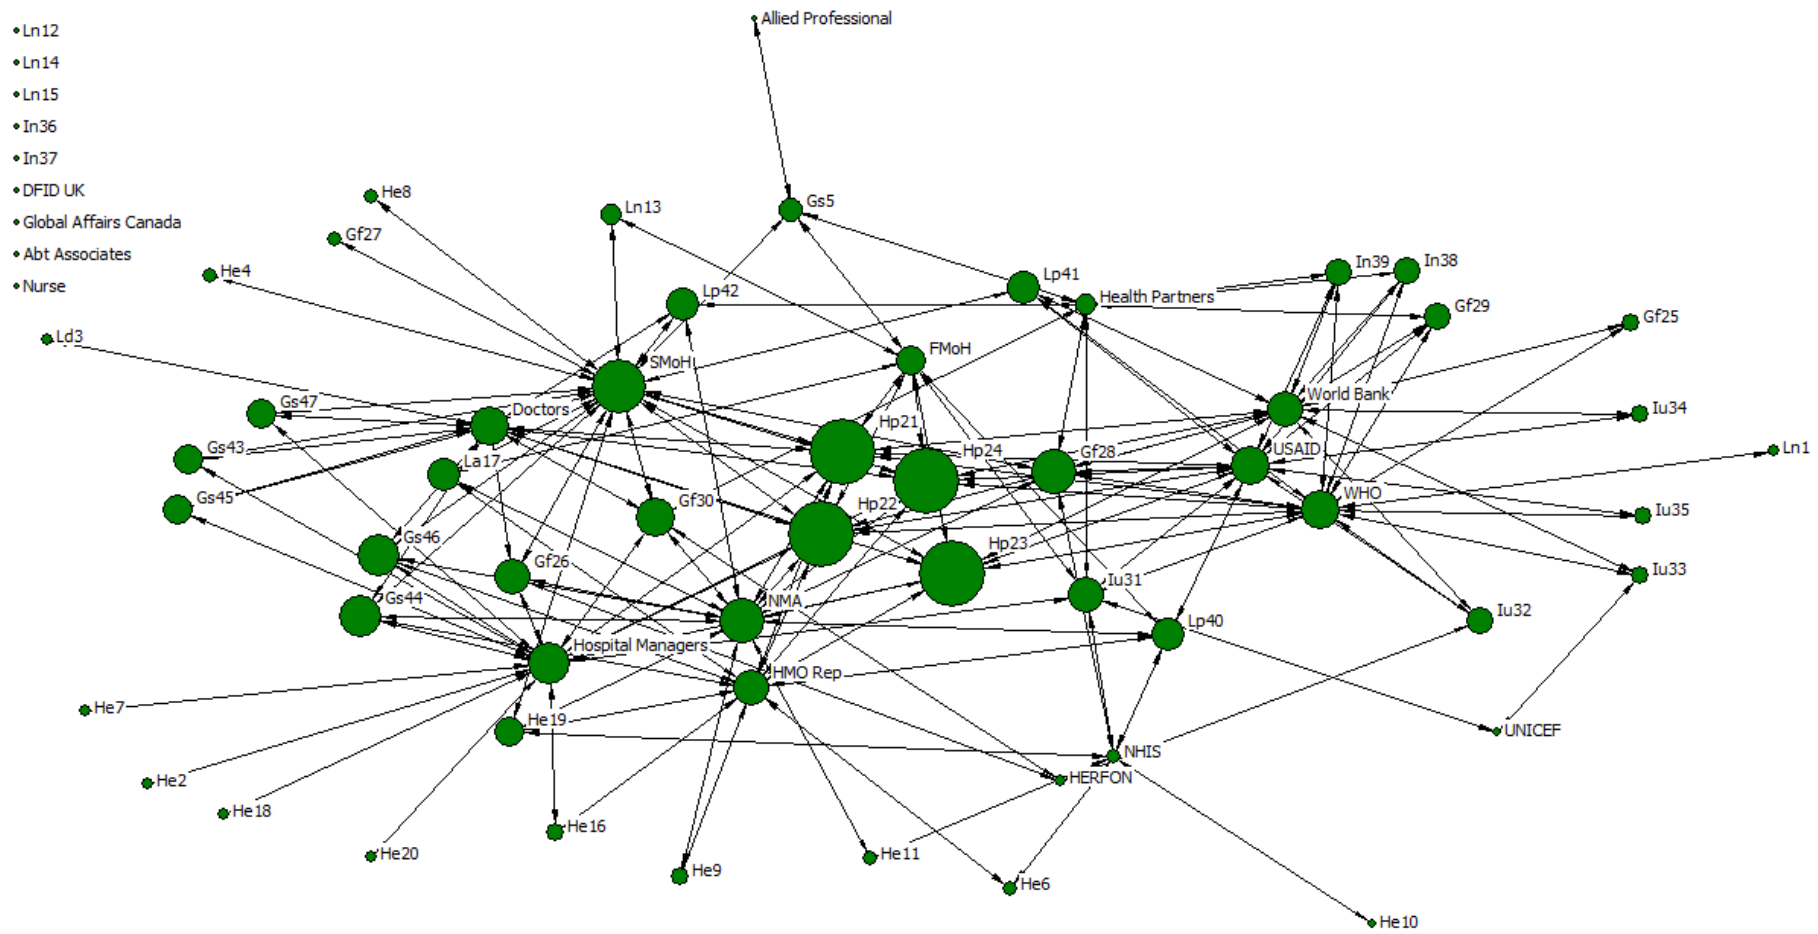 Allied Professional
Ln12
Ln14
Ln15
In36
In37
DFID UK
Global Affairs Canada
Abt Associates
Nurse
He8
Ln13
Gs5
Gf27
He4
Lp42
Lp41
Health Partners
In39
In38
Gf29
Gf25
Ld3
SMoH
FMoH
World Bank
Iu34
Gs47
Doctors
Hp21
Gs43
La17
Hp24
Gf28
USAID
Ln1
Gs45
Gf30
Hp22
WHO
Iu35
Gs46
Gf26
Hp23
Iu31
Iu33
Gs44
NMA
Lp40
Iu32
Hospital Managers
HMO Rep
He7
He19
NHIS
UNICEF
He2
HERFON
He18
He16
He20
He9
He11
He6
He10